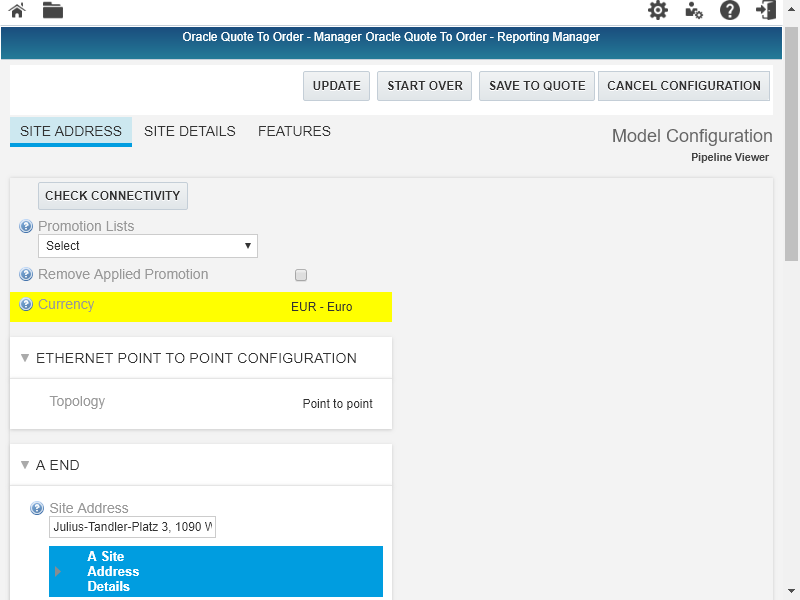 Oracle Quote To Order - Manager Oracle Quote To Order - Reporting Manager
UPDATE START OVER SAVE TO QUOTE CANCEL CONFIGURATION
SITE ADDRESS SITE DETAILS FEATURES
Model Configuration
Pipeline Viewer
CHECK CONNECTIVITY
Promotion Lists
Select
Remove Applied Promotion
Currency EUR - Euro
ETHERNET POINT TO POINT CONFIGURATION
Topology Point to point
A END
Site Address
Julius-Tandler-Platz 3, 1090
A Site
Address
Details